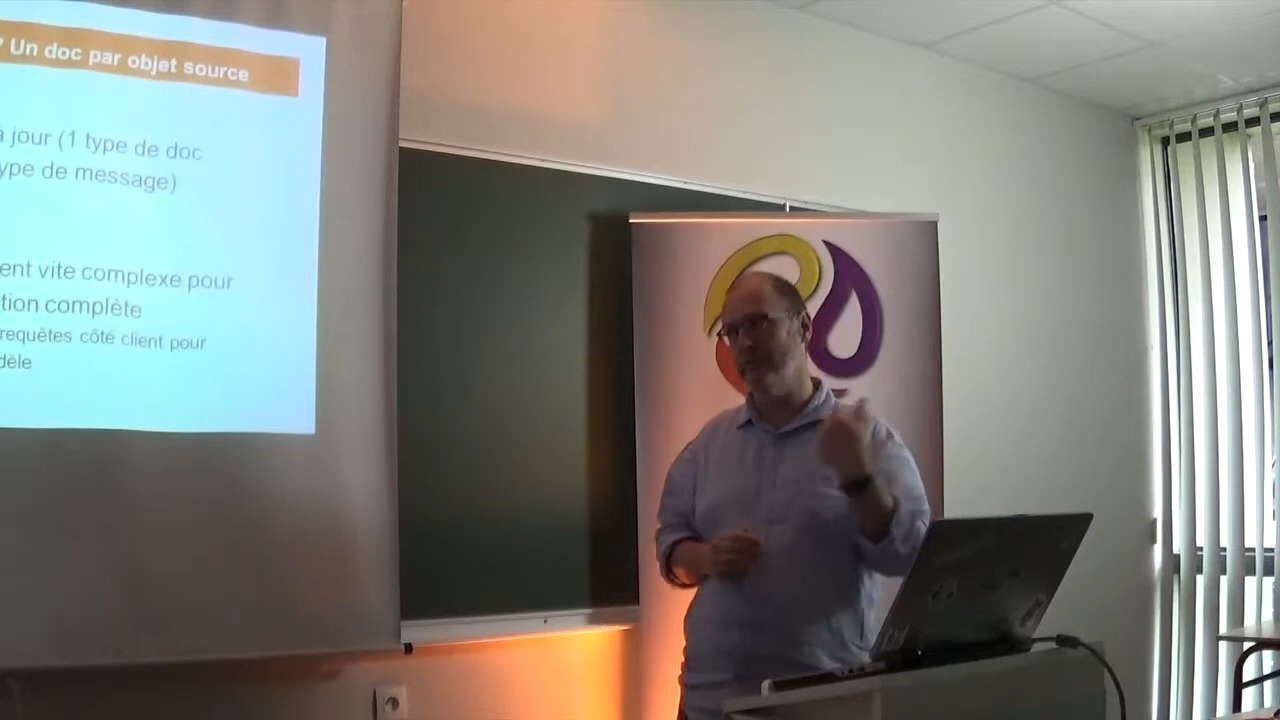 ? Un doc par objet source
à jour (1 type de doc
ype de message)
ent vite complexe pour
tion complète
requêtes côté client pour
dèle